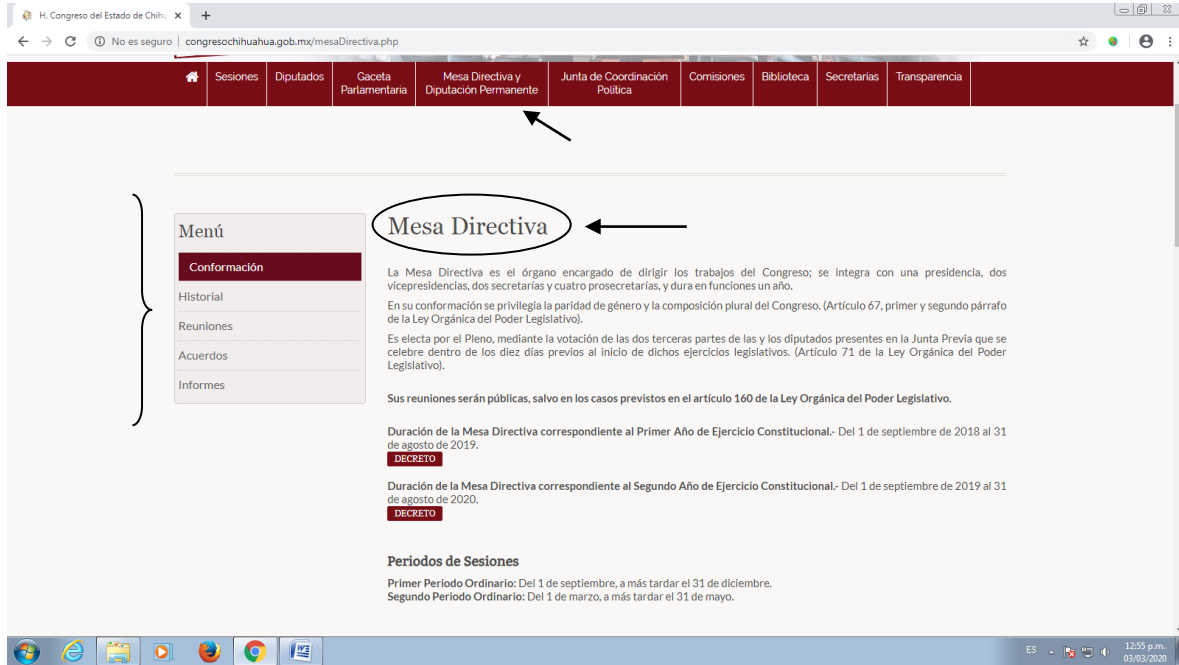 H. Congreso del Estado de Chihu
No es seguro | congresochihuahua.gob.mx/mesaDirectiva.php
Sesiones
Diputados
Gaceta
Parlamentaria
Mesa Directiva y
Diputación Permanente
Junta de Coordinación
Política
Comisiones
Biblioteca
Secretarías
Transparencia
Menú
Conformación
Historial
Reuniones
Acuerdos
Informes
Mesa Directiva
La Mesa Directiva es el órgano encargado de dirigir los trabajos del Congreso; se integra con una presidencia, dos
vicepresidencias, dos secretarías y cuatro prosecretarías, y dura en funciones un año.
En su conformación se privilegia la paridad de género y la composición plural del Congreso. (Artículo 67, primer y segundo párrafo
de la Ley Orgánica del Poder Legislativo).
Es electa por el Pleno, mediante la votación de las dos terceras partes de las y los diputados presentes en la Junta Previa que se
celebre dentro de los diez días previos al inicio de dichos ejercicios legislativos. (Artículo 71 de la Ley Orgánica del Poder
Legislativo).
Sus reuniones serán públicas, salvo en los casos previstos en el artículo 160 de la Ley Orgánica del Poder Legislativo.
Duración de la Mesa Directiva correspondiente al Primer Año de Ejercicio Constitucional.- Del 1 de septiembre de 2018 al 31
de agosto de 2019.
DECRETO
Duración de la Mesa Directiva correspondiente al Segundo Año de Ejercicio Constitucional.- Del 1 de septiembre de 2019 al 31
de agosto de 2020.
DECRETO
Periodos de Sesiones
Primer Periodo Ordinario: Del 1 de septiembre, a más tardar el 31 de diciembre.
Segundo Periodo Ordinario: Del 1 de marzo, a más tardar el 31 de mayo.
ES
12:55 p.m.
03/03/2020